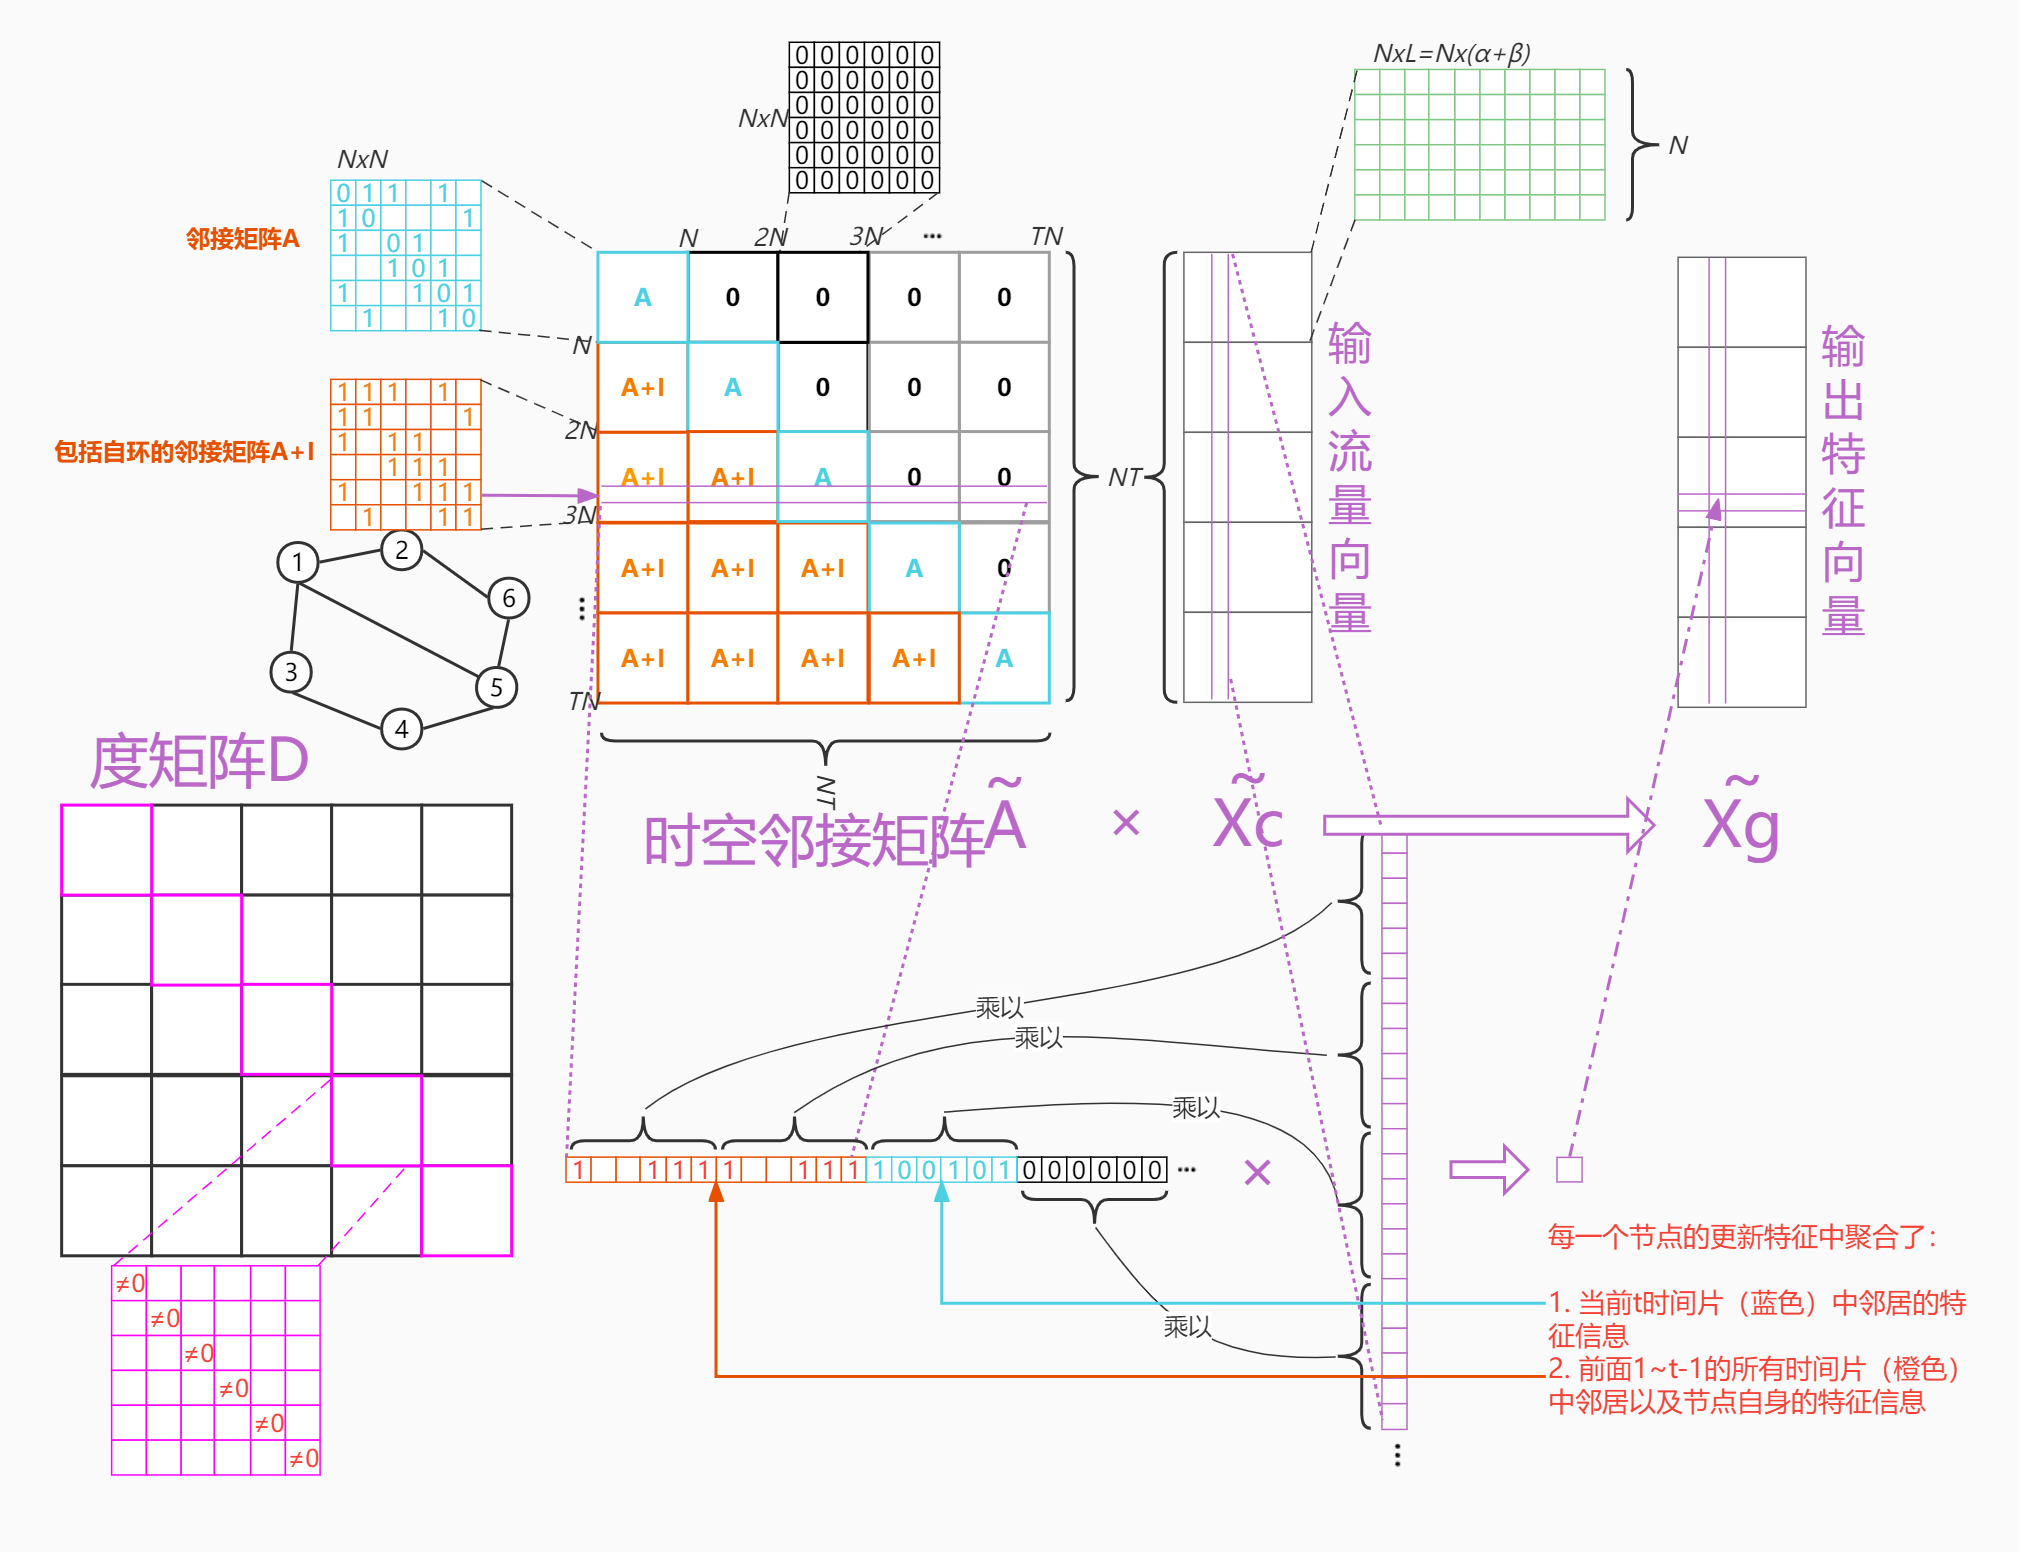 NxL=Nx(α+β)
0 0 0 0 0 0
0 0 0 0 0 0
0 0 0 0 0 0
0 0 0 0 0 0
0 0 0 0 0 0
0 0 0 0 0 0
NxN
N
NxN
0 1 1 1
1 0 1
1 0 1
1 0 1
1 1 0 1
1 1 0
邻接矩阵A
N 2N 3N ··· TN
A 0 0 0 0
N
A+I A 0 0 0
2N
A+I A+I A 0 0
3N
A+I A+I A+I A 0
⋮
A+I A+I A+I A+I A
TN
NT
NT
1 1 1 1
1 1 1
1 1 1
1 1 1
1 1 1 1
1 1 1
包括自环的邻接矩阵A+I
输入流量向量
输出特征向量
1
2
6
3
5
4
度矩阵D
时空邻接矩阵Ã × X̃c
X̃g
乘以
乘以
乘以
1 1 1 1 1 1 1 1 1 0 0 1 0 1 0 0 0 0 0 0 ··· ×
乘以
⋮
每一个节点的更新特征中聚合了：
1. 当前t时间片（蓝色）中邻居的特
征信息
2. 前面1~t-1的所有时间片（橙色）
中邻居以及节点自身的特征信息
≠0
≠0
≠0
≠0
≠0
≠0